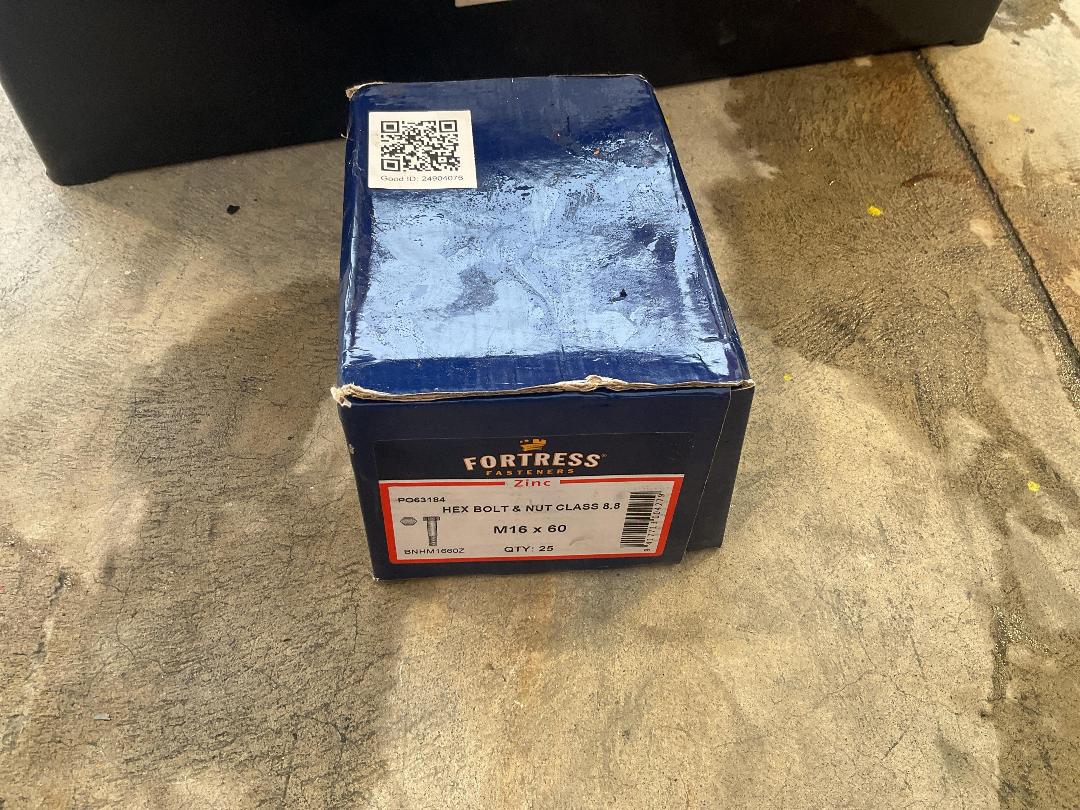 Good ID: 24904076
FORTRESS
FASTENERS
Zinc
PO63184
HEX BOLT & NUT CLASS 8.8
M16 x 60
BNHM1660Z
QTY: 25